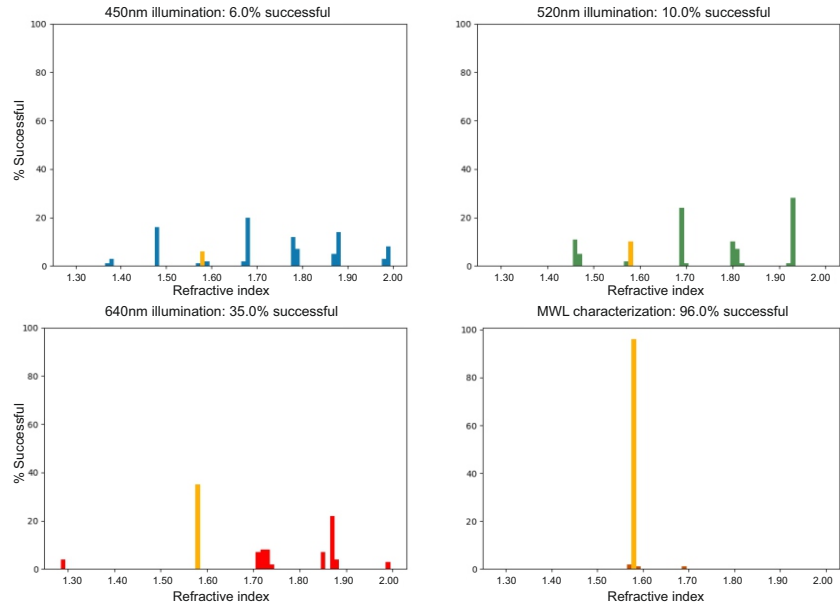 450nm illumination: 6.0% successful
100
80
60
40
20
0
% Successful
1.30 1.40 1.50 1.60 1.70 1.80 1.90 2.00
Refractive index
520nm illumination: 10.0% successful
100
80
60
40
20
0
1.30 1.40 1.50 1.60 1.70 1.80 1.90 2.00
Refractive index
640nm illumination: 35.0% successful
100
80
60
40
20
0
% Successful
1.30 1.40 1.50 1.60 1.70 1.80 1.90 2.00
Refractive index
MWL characterization: 96.0% successful
100
80
60
40
20
0
1.30 1.40 1.50 1.60 1.70 1.80 1.90 2.00
Refractive index